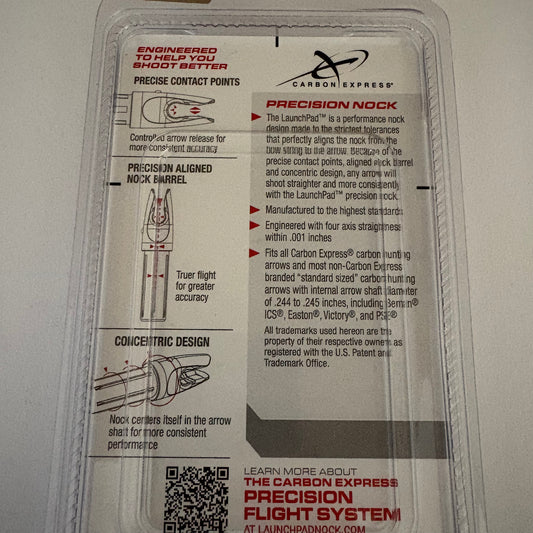 ENGINEERED
TO HELP YOU
SHOOT BETTER
PRECISE CONTACT POINTS
Controlled arrow release for
more consistent accuracy
PRECISION ALIGNED
NOCK BARREL
Truer flight
for greater
accuracy
CONCENTRIC DESIGN
Nock centers itself in the arrow
shaft for more consistent
performance
CARBON EXPRESS®
PRECISION NOCK
The LaunchPad™ is a performance nock
design made to the strictest tolerances
that perfectly aligns the nock from the
bow string to the arrow. Because of the
precise contact points, aligned nock barrel
and concentric design, any arrow will
shoot straighter and more consistently
with the LaunchPad™ precision nock.
Manufactured to the highest standards
Engineered with four axis straightness
within .001 inches
Fits all Carbon Express® carbon hunting
arrows and most non-Carbon Express
branded "standard sized" carbon hunting
arrows with internal arrow shaft diameter
of .244 to .245 inches, including Beman®
ICS®, Easton®, Victory®, and PSE®
All trademarks used hereon are the
property of their respective owners as
registered with the U.S. Patent and
Trademark Office.
LEARN MORE ABOUT
THE CARBON EXPRESS
PRECISION
FLIGHT SYSTEM
AT LAUNCHPADNOCK.COM